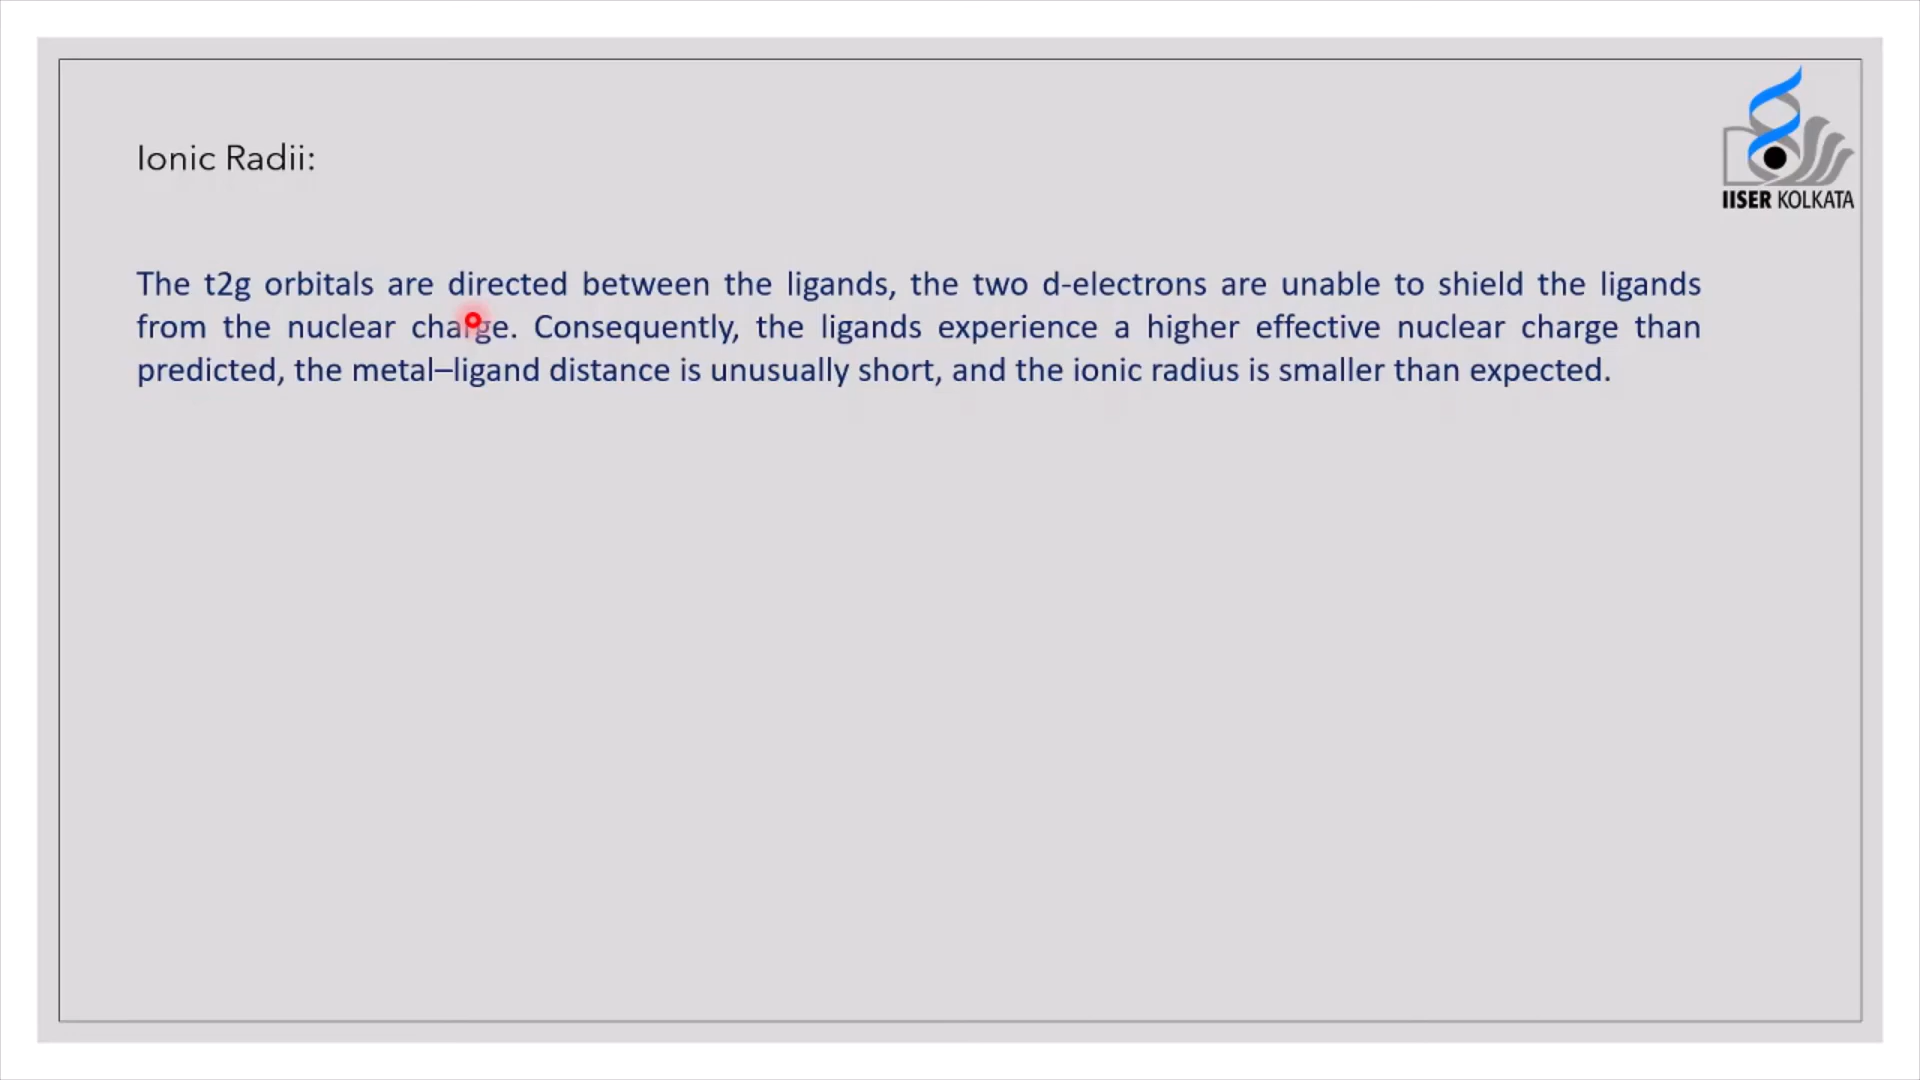 Ionic Radii:
IISER KOLKATA
The t2g orbitals are directed between the ligands, the two d-electrons are unable to shield the ligands
from the nuclear charge. Consequently, the ligands experience a higher effective nuclear charge than
predicted, the metal–ligand distance is unusually short, and the ionic radius is smaller than expected.